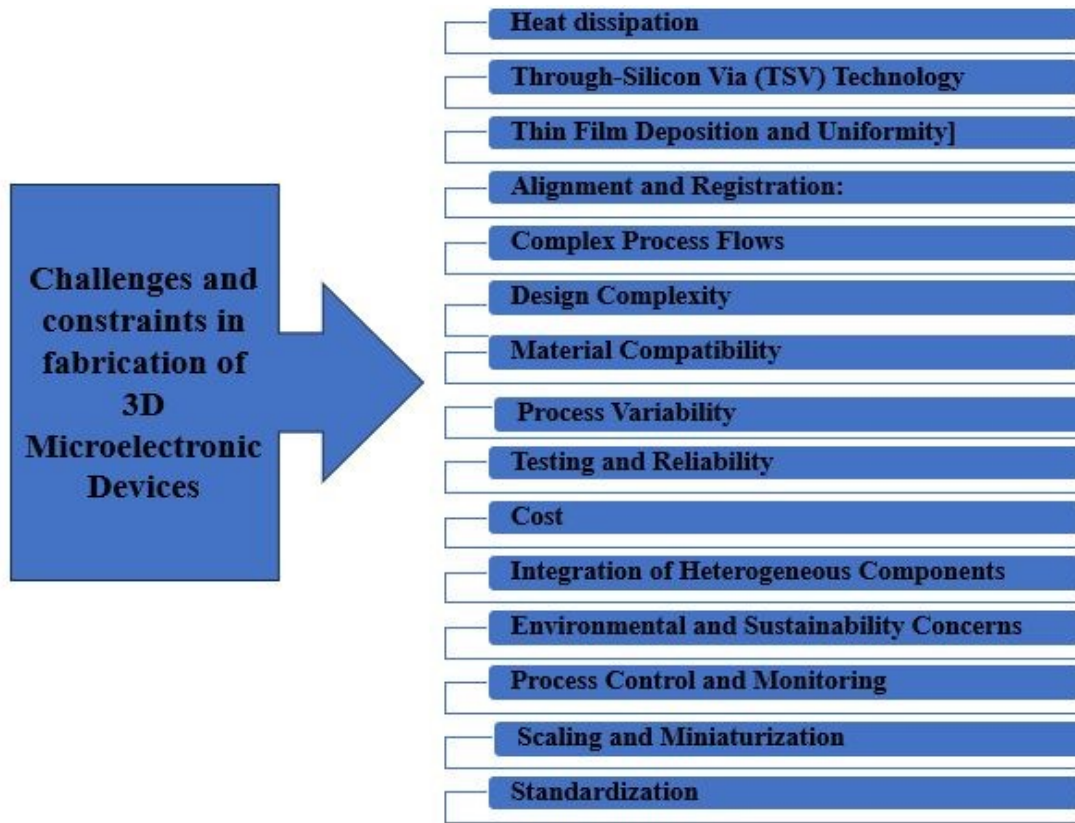 Challenges and
constraints in
fabrication of
3D
Microelectronic
Devices
Heat dissipation
Through-Silicon Via (TSV) Technology
Thin Film Deposition and Uniformity]
Alignment and Registration:
Complex Process Flows
Design Complexity
Material Compatibility
Process Variability
Testing and Reliability
Cost
Integration of Heterogeneous Components
Environmental and Sustainability Concerns
Process Control and Monitoring
Scaling and Miniaturization
Standardization